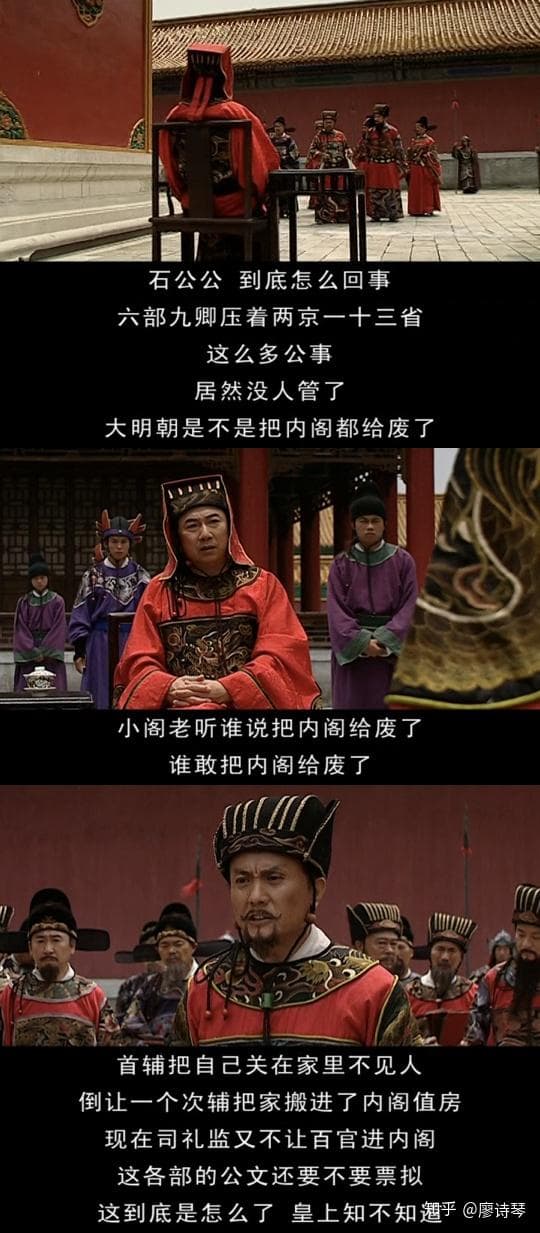 石公公 到底怎么回事
六部九卿压着两京一十三省
这么多公事
居然没人管了
大明朝是不是把内阁都给废了
小阁老听谁说把内阁给废了
谁敢把内阁给废了
首辅把自己关在家里不见人
倒让一个次辅把家搬进了内阁值房
现在司礼监又不让百官进内阁
这各部的公文还要不要票拟
这到底是怎么了 皇上知不知道
知乎 @廖诗琴